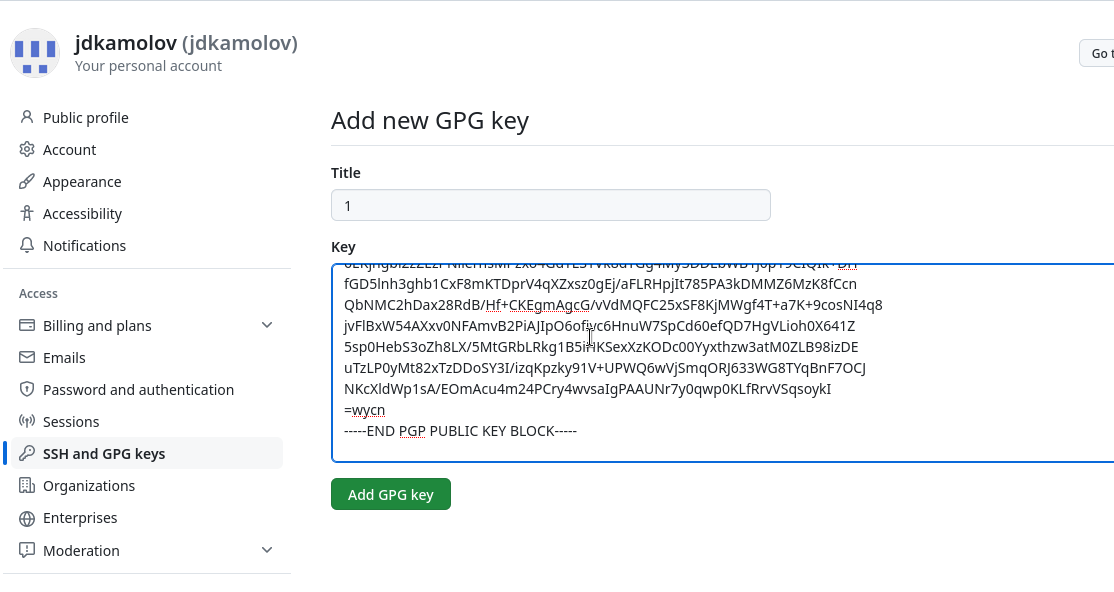 jdkamolov (jdkamolov)
Your personal account
Go t
Public profile
Account
Appearance
Accessibility
Notifications
Access
Billing and plans
Emails
Password and authentication
Sessions
SSH and GPG keys
Organizations
Enterprises
Moderation
Add new GPG key
Title
1
Key
fGD5lnh3ghb1CxF8mKTDprV4qXZxsz0gEj/aFLRHpjIt785PA3kDMMZ6MzK8fCcn
QbNMC2hDax28RdB/Hf+CKEgmAgcG/vVdMQFC25xSF8KjMWgf4T+a7K+9cosNI4q8
jvFlBxW54AXxv0NFAmvB2PiAJIpO6ofivc6HnuW7SpCd60efQD7HgVLioh0X641Z
5sp0HebS3oZh8LX/5MtGRbLRkg1B5iHKSexXzKODc00Yyxthzw3atM0ZLB98izDE
uTzLP0yMt82xTzDDoSY3I/izqKpzky91V+UPWQ6wVjSmqORJ633WG8TYqBnF7OCJ
NKcXldWp1sA/EOmAcu4m24PCry4wvsaIgPAAUNr7y0qwp0KLfRrvVSqsoykI
=wycn
-----END PGP PUBLIC KEY BLOCK-----
Add GPG key